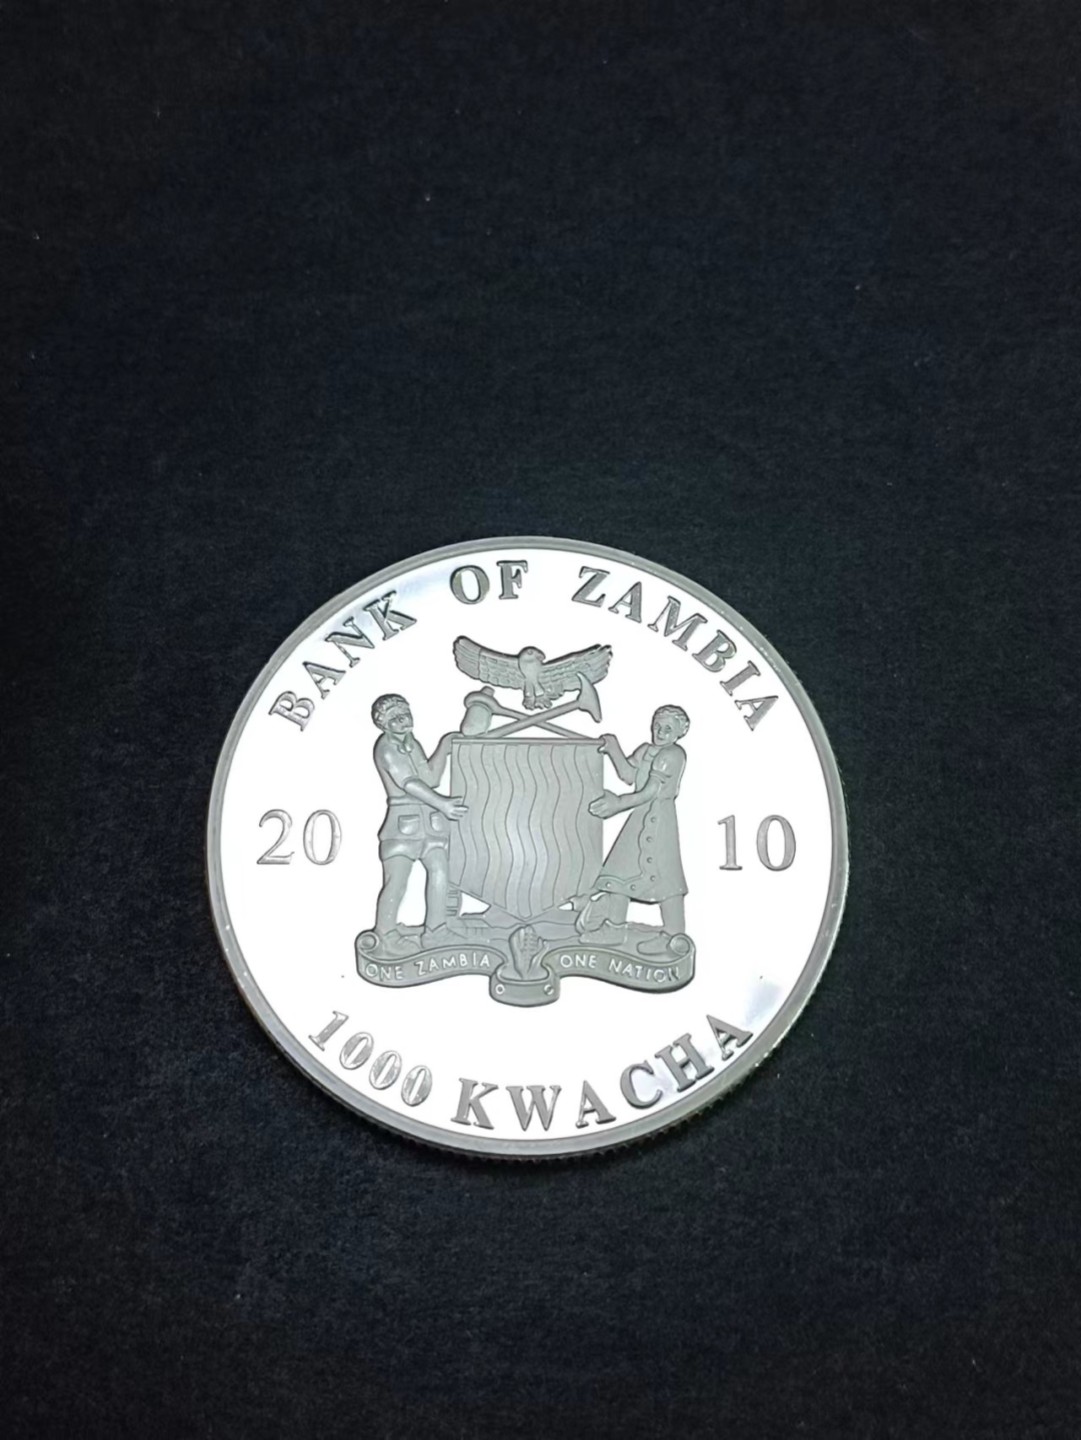 BANK OF ZAMBIA
20 10
ONE ZAMBIA ONE NATION
1000 KWACHA